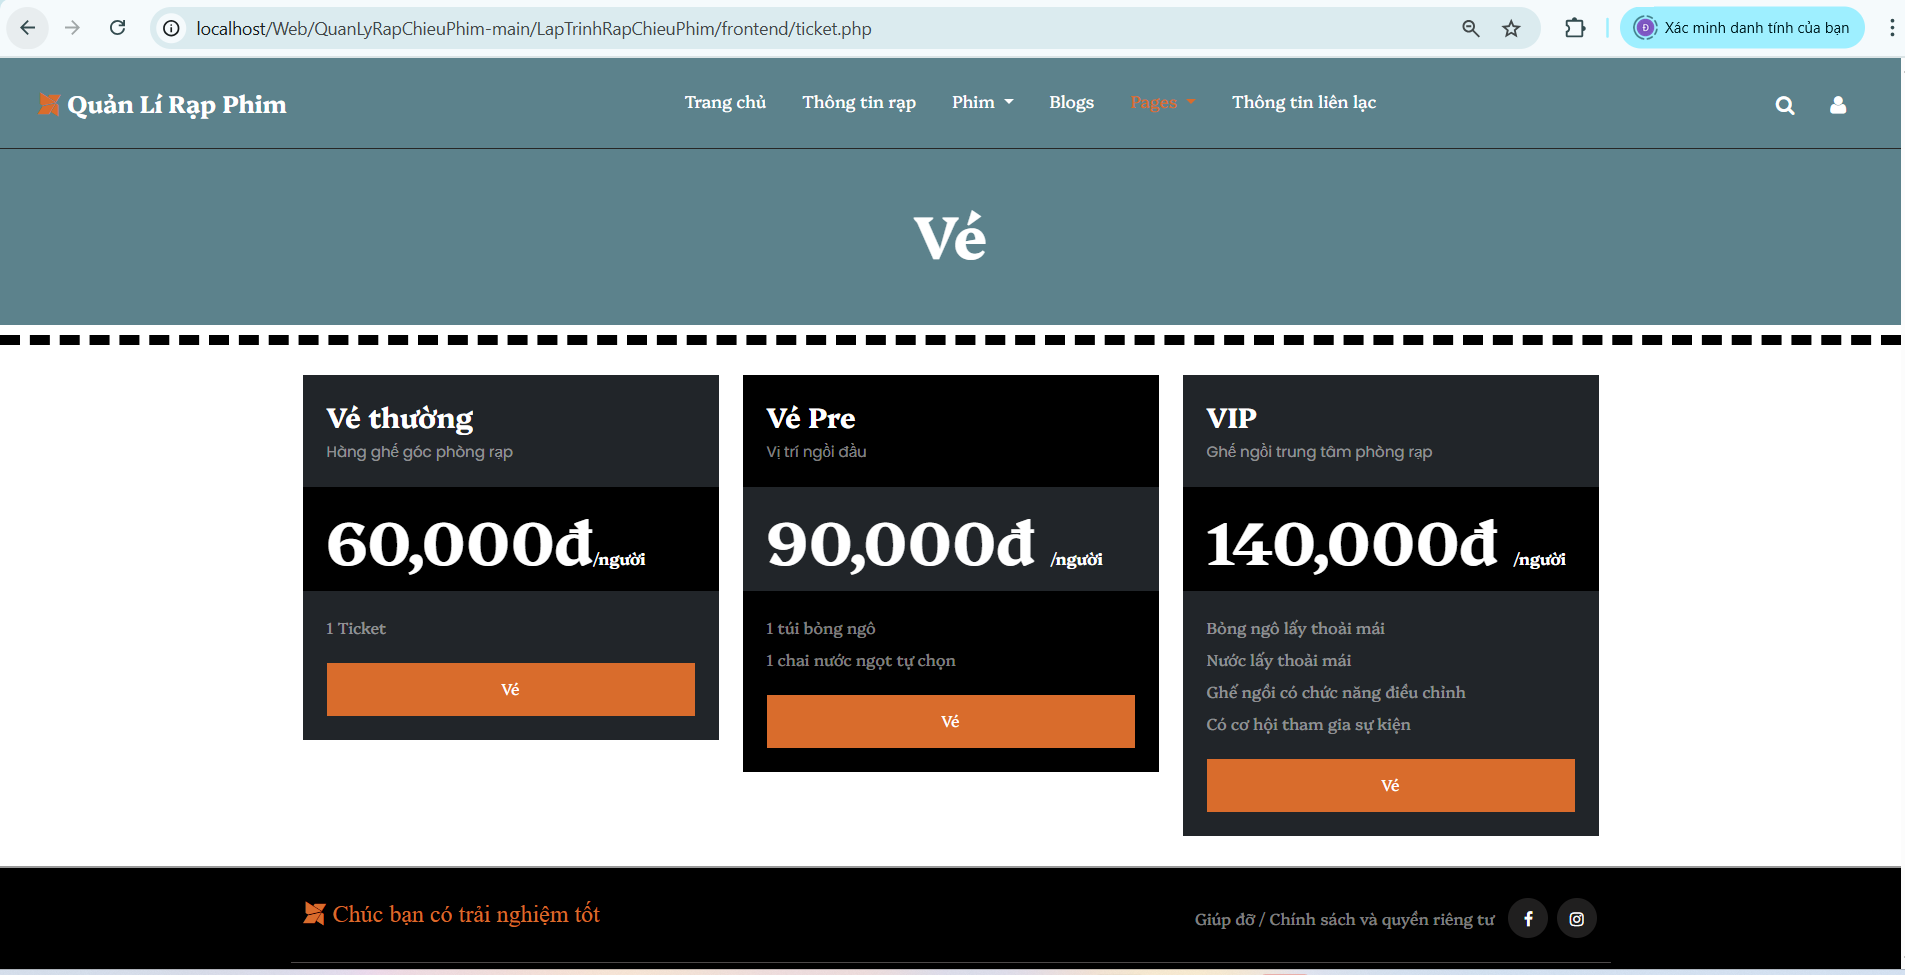 localhost/Web/QuanLyRapChieuPhim-main/LapTrinhRapChieuPhim/frontend/ticket.php
Đ
Xác minh danh tính của bạn
Quản Lí Rạp Phim
Trang chủ
Thông tin rạp
Phim
Blogs
Pages
Thông tin liên lạc
Vé
Vé thường
Hàng ghế góc phòng rạp
60,000đ/người
1 Ticket
Vé
Vé Pre
Vị trí ngồi đầu
90,000đ /người
1 túi bỏng ngô
1 chai nước ngọt tự chọn
Vé
VIP
Ghế ngồi trung tâm phòng rạp
140,000đ /người
Bỏng ngô lấy thoải mái
Nước lấy thoải mái
Ghế ngồi có chức năng điều chỉnh
Có cơ hội tham gia sự kiện
Vé
Chúc bạn có trải nghiệm tốt
Giúp đỡ / Chính sách và quyền riêng tư